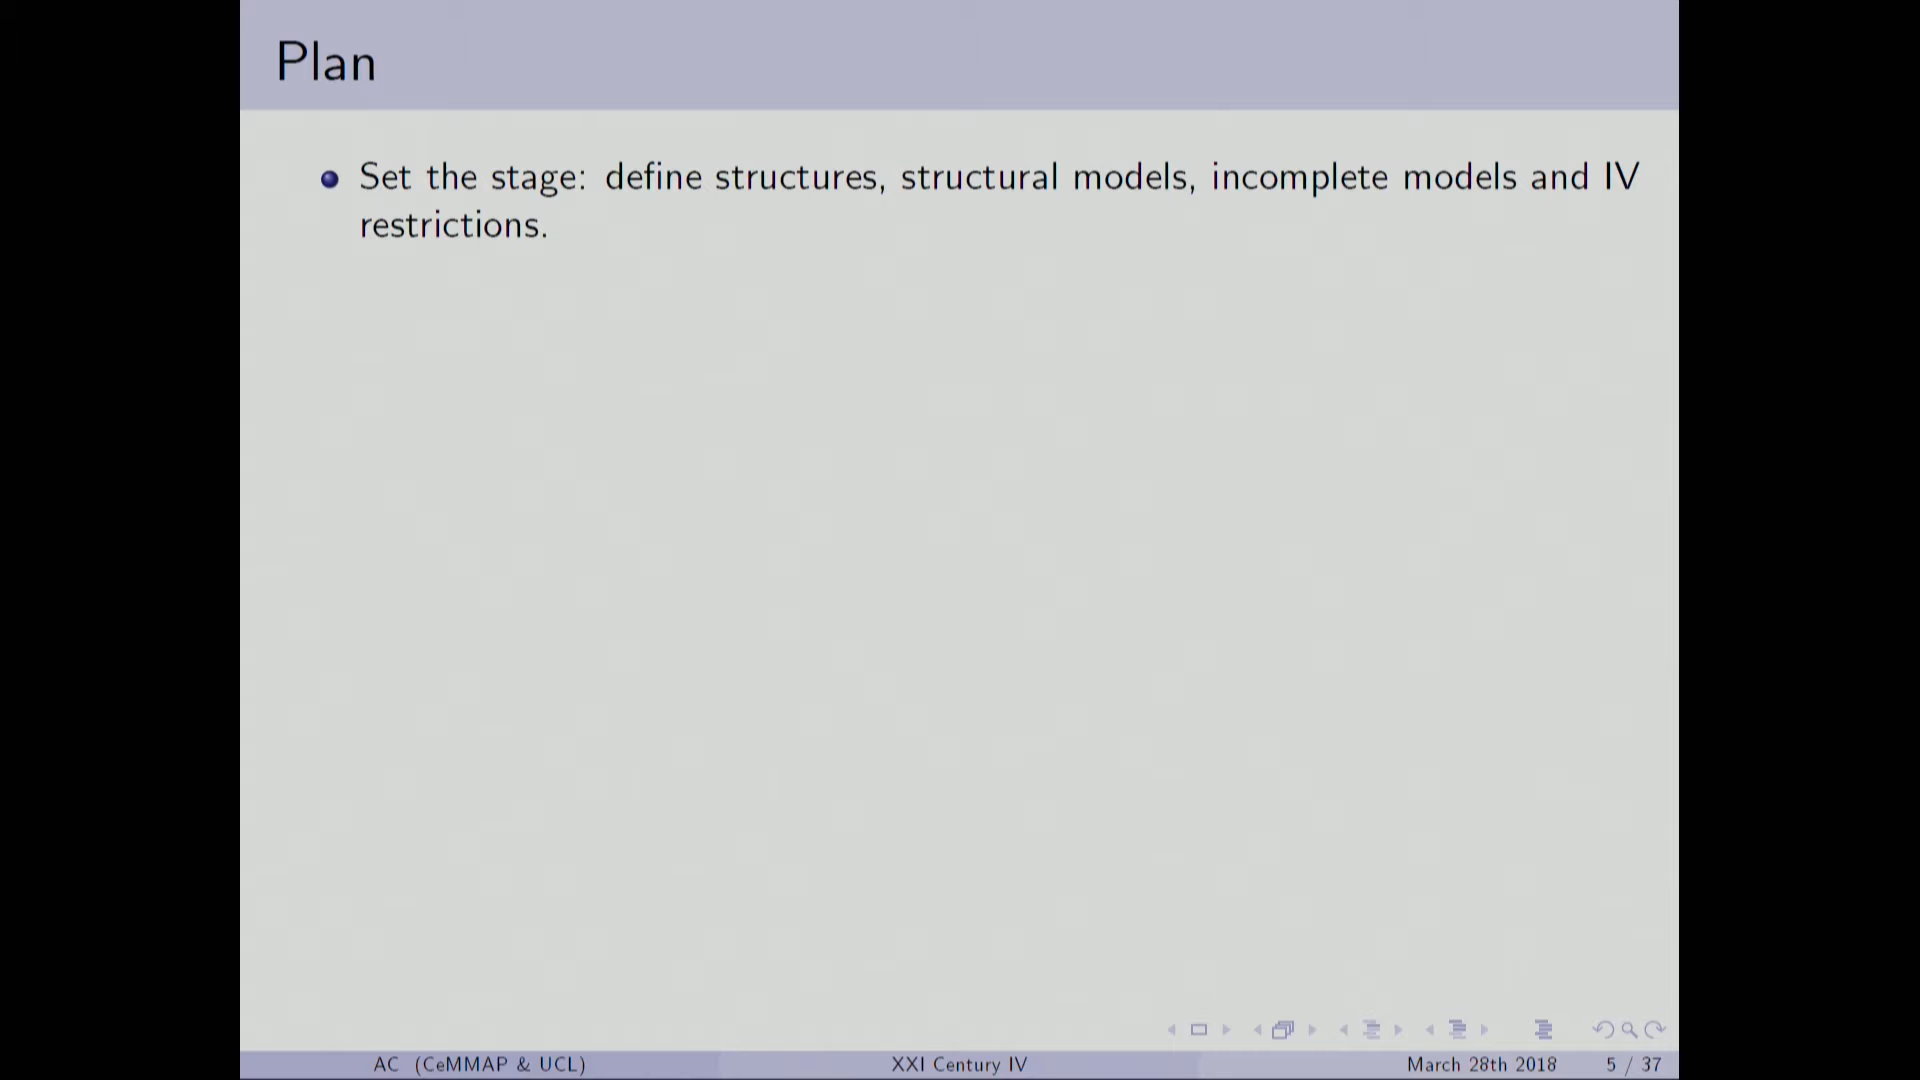 Plan
Set the stage: define structures, structural models, incomplete models and IV
restrictions.
AC (CeMMAP & UCL)
XXI Century IV
March 28th 2018
5 / 37